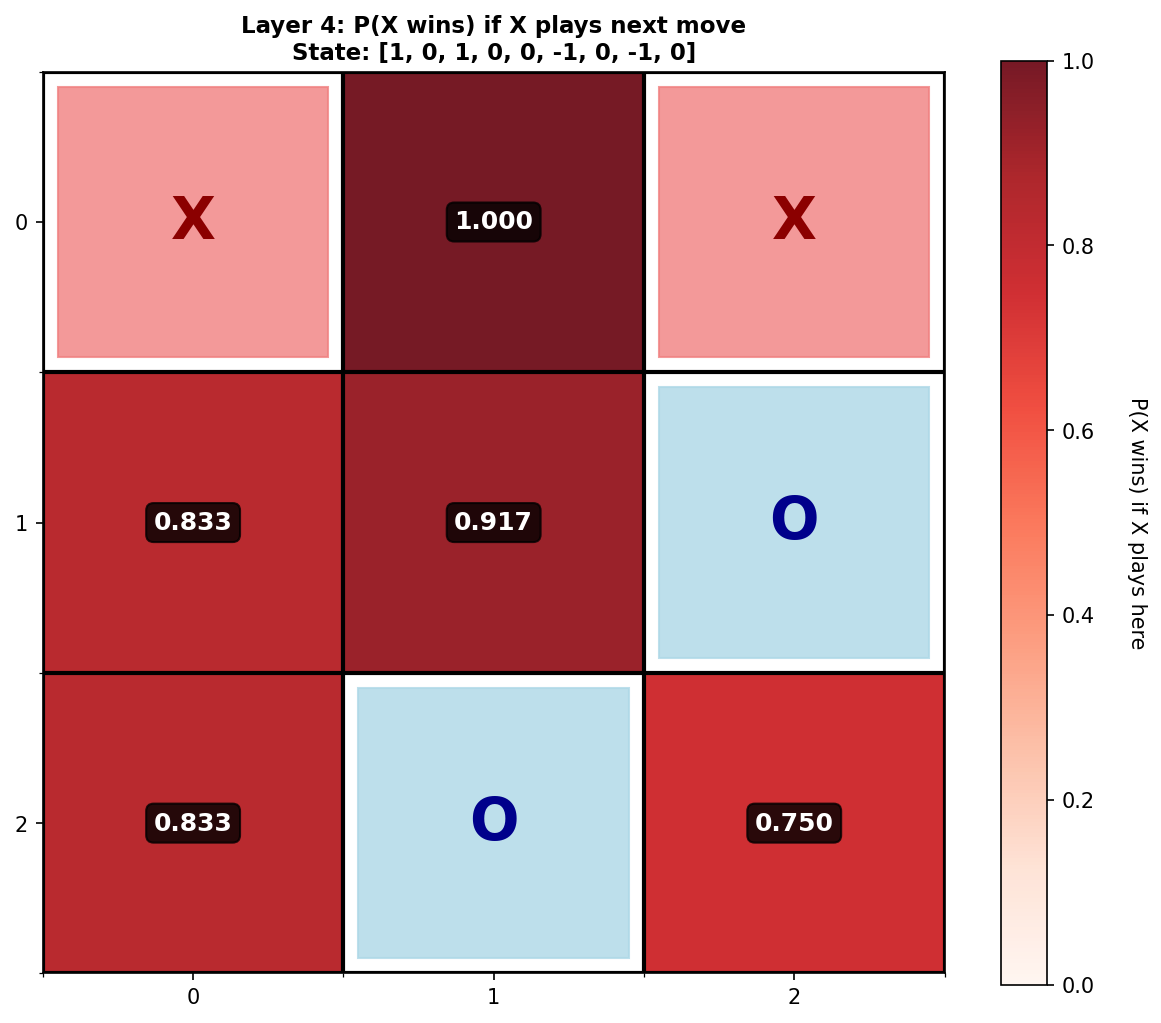 Layer 4: P(X wins) if X plays next move
State: [1, 0, 1, 0, 0, -1, 0, -1, 0]
X
1.000
X
0.833
0.917
O
0.833
O
0.750
0
1
2
0
1
2
1.0
0.8
0.6
0.4
0.2
0.0
P(X wins) if X plays here